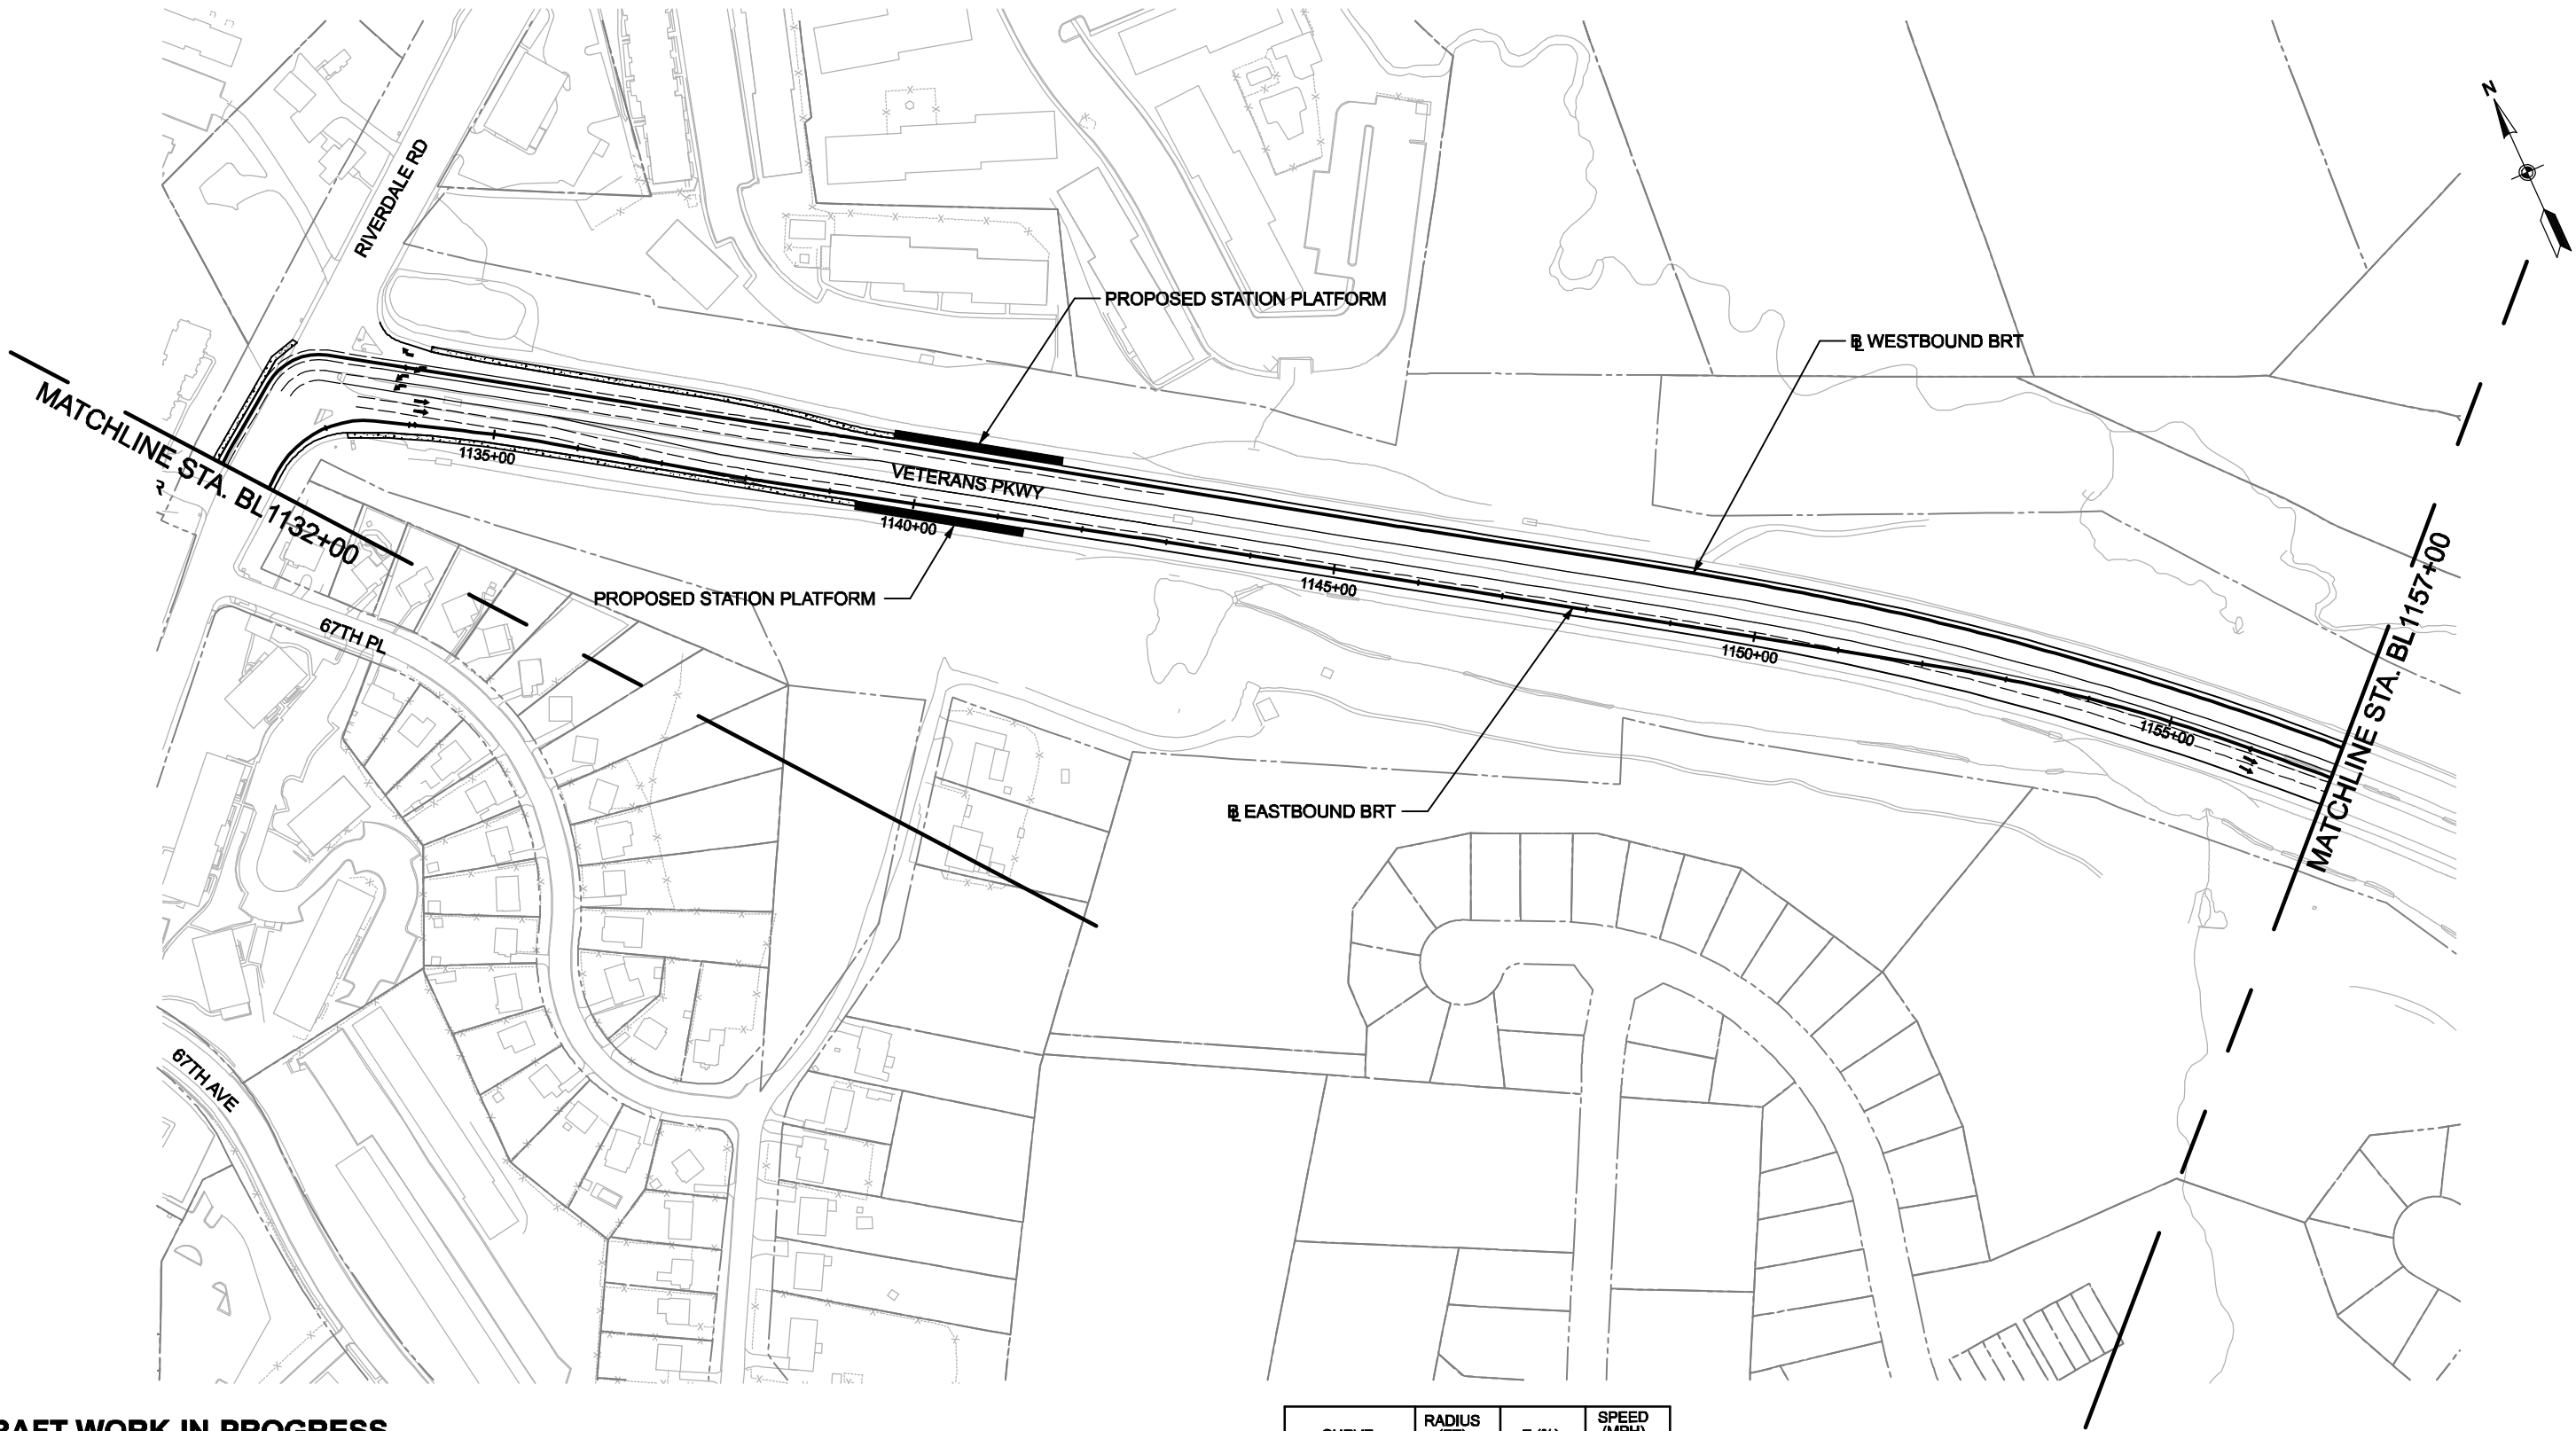 N
RIVERDALE RD
PROPOSED STATION PLATFORM
BL WESTBOUND BRT
MATCHLINE STA. BL1132+00
1135+00
VETERANS PKWY
1140+00
1145+00
PROPOSED STATION PLATFORM
67TH PL
1150+00
1155+00
MATCHLINE STA. BL1157+00
BL EASTBOUND BRT
67TH AVE
RADIUS
SPEED